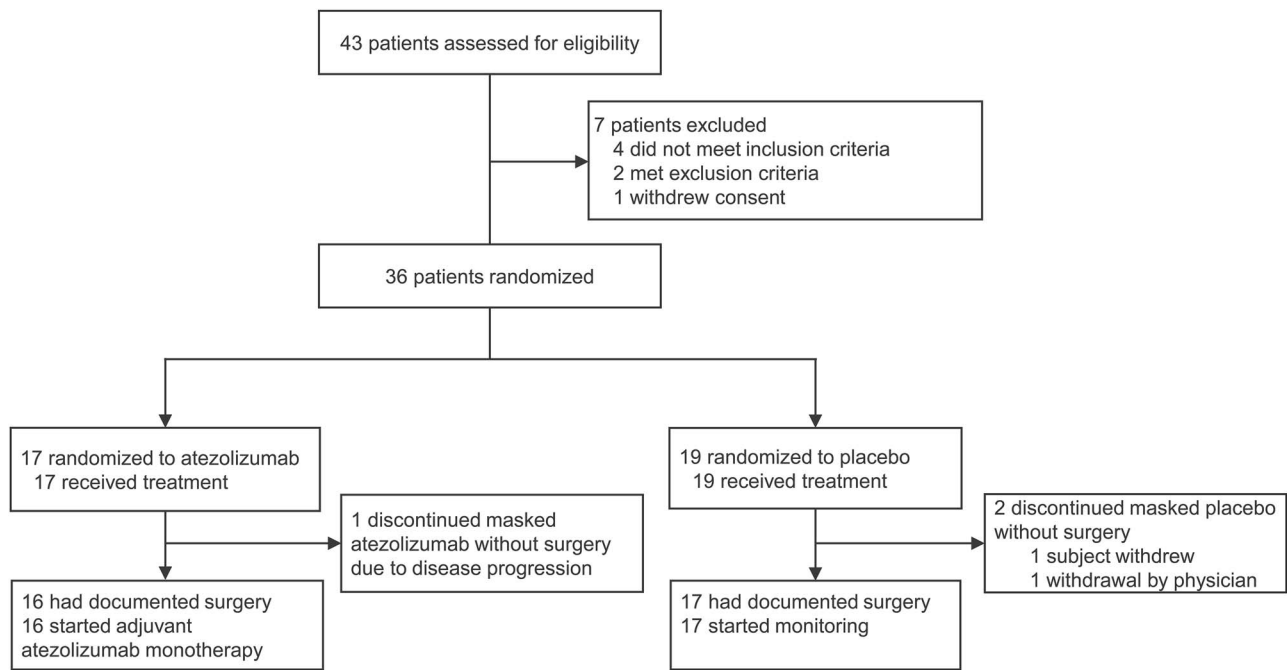 43 patients assessed for eligibility
7 patients excluded
4 did not meet inclusion criteria
2 met exclusion criteria
1 withdrew consent
36 patients randomized
17 randomized to atezolizumab
17 received treatment
19 randomized to placebo
19 received treatment
1 discontinued masked
atezolizumab without surgery
due to disease progression
2 discontinued masked placebo
without surgery
1 subject withdrew
1 withdrawal by physician
16 had documented surgery
16 started adjuvant
atezolizumab monotherapy
17 had documented surgery
17 started monitoring